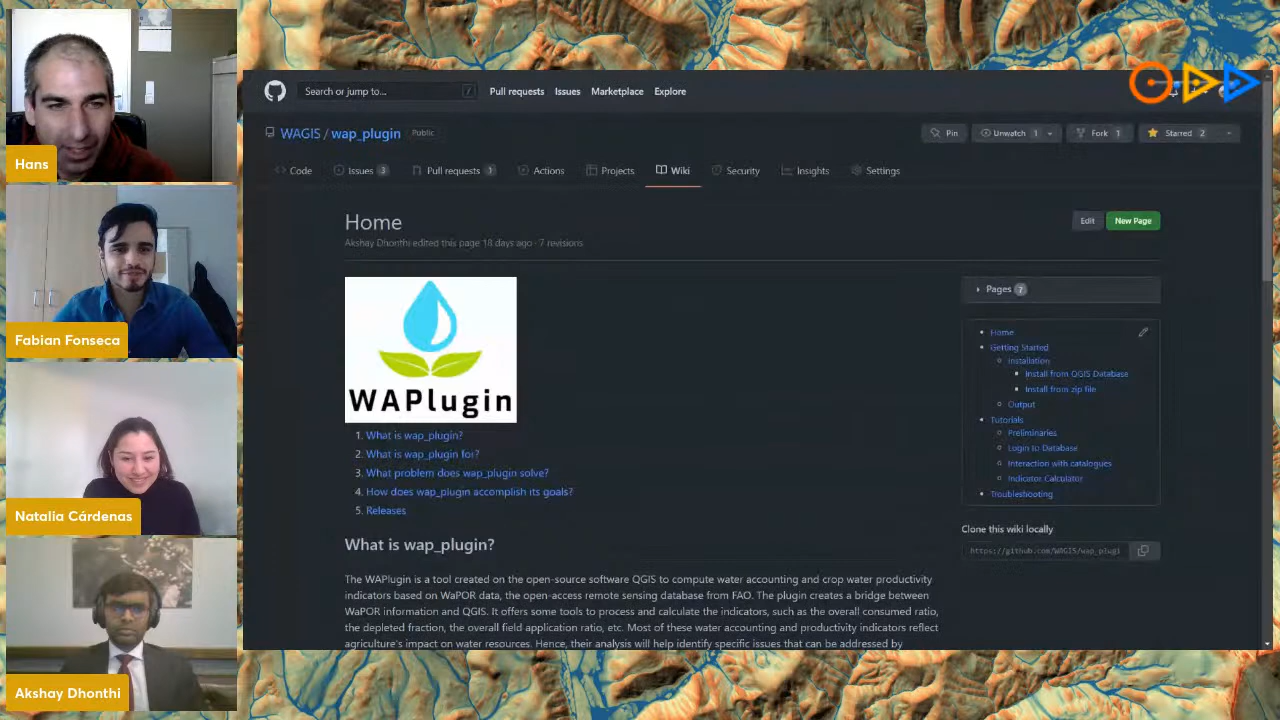 Hans
Fabian Fonseca
Natalia Cárdenas
Akshay Dhonthi
Search or jump to... /
Pull requests Issues Marketplace Explore
WAGIS / wap_plugin Public
Pin Unwatch 1 Fork 1 Starred 2
Code Issues 3 Pull requests 1 Actions Projects Wiki Security Insights Settings
Home
Akshay Dhonthi edited this page 18 days ago · 7 revisions
Edit New Page
WAPlugin
1. What is wap_plugin?
2. What is wap_plugin for?
3. What problem does wap_plugin solve?
4. How does wap_plugin accomplish its goals?
5. Releases
What is wap_plugin?
The WAPlugin is a tool created on the open-source software QGIS to compute water accounting and crop water productivity
indicators based on WaPOR data, the open-access remote sensing database from FAO. The plugin creates a bridge between
WaPOR information and QGIS. It offers some tools to process and calculate the indicators, such as the overall consumed ratio,
the depleted fraction, the overall field application ratio, etc. Most of these water accounting and productivity indicators reflect
agriculture's impact on water resources. Hence, their analysis will help identify specific issues that can be addressed by
Pages 7
Home
Getting Started
Installation
Install from QGIS Database
Install from zip file
Output
Tutorials
Preliminaries
Login to Database
Interaction with catalogues
Indicator Calculator
Troubleshooting
Clone this wiki locally
https://github.com/WAGIS/wap_plugi